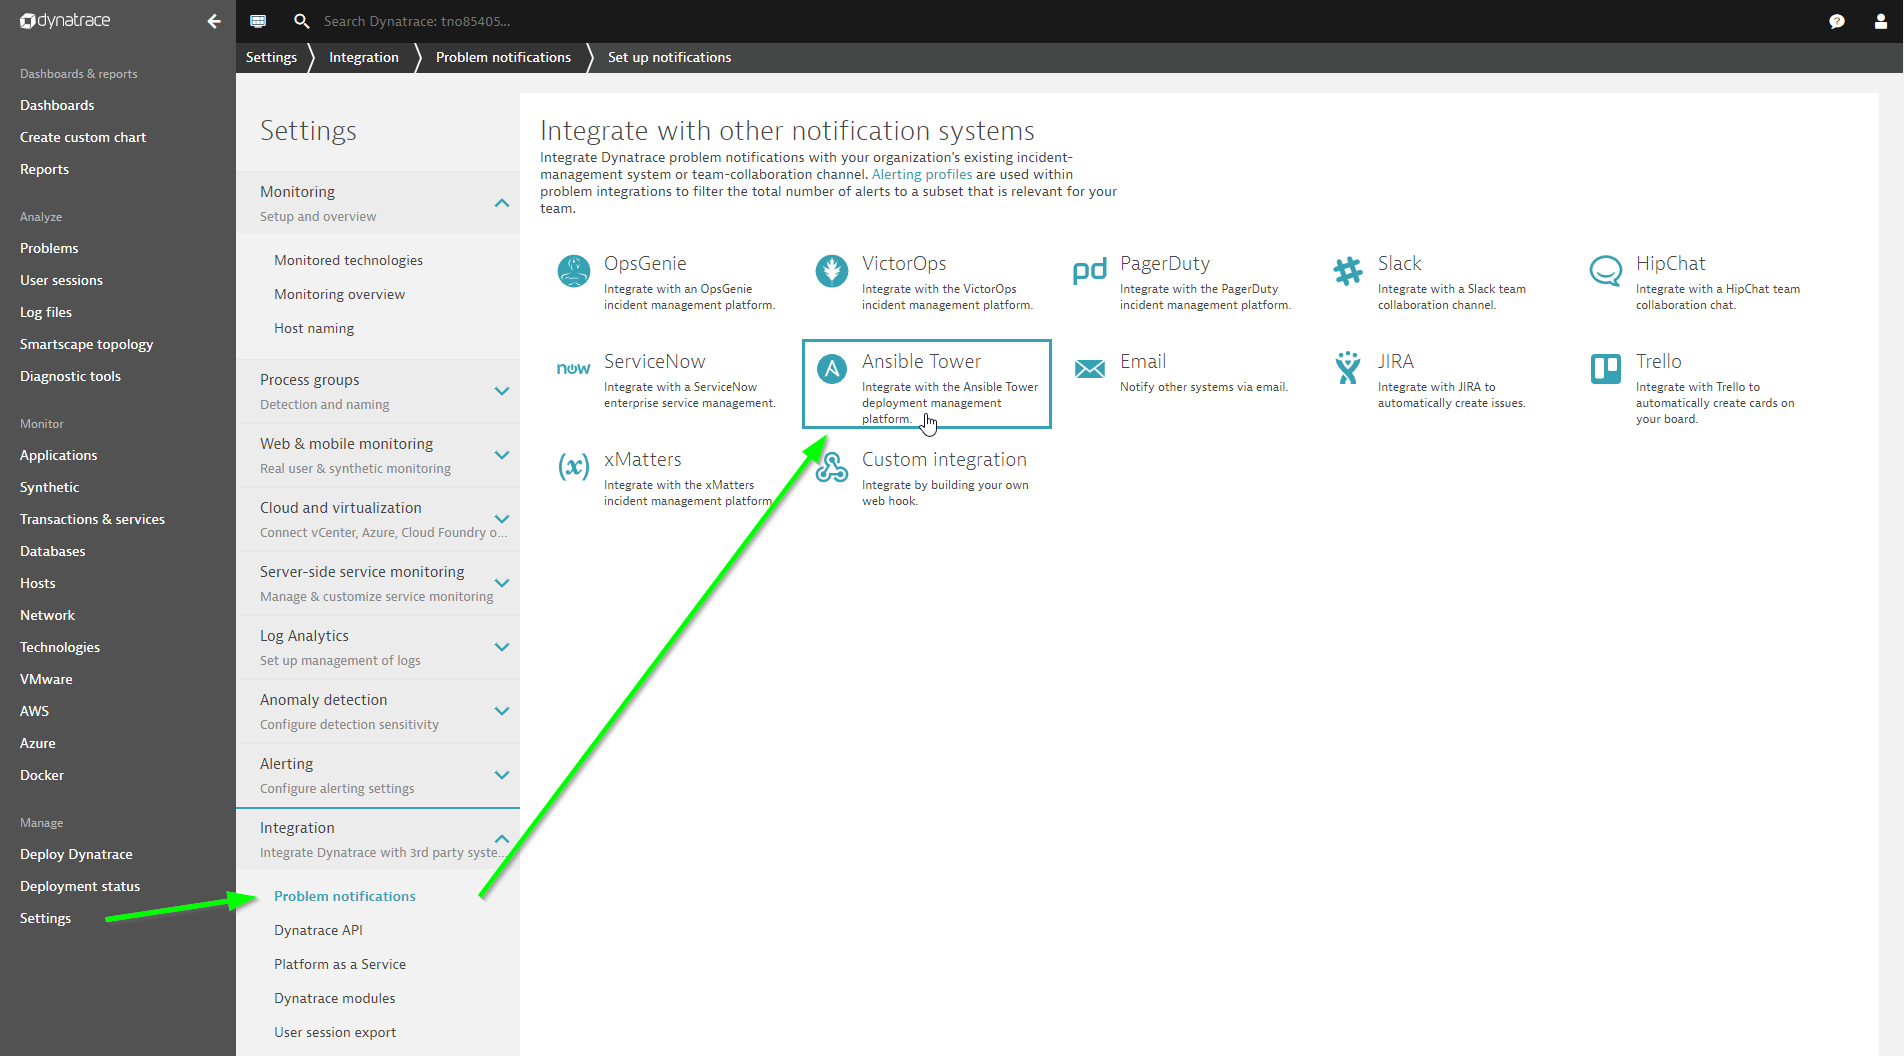 dynatrace
Search Dynatrace: tno85405...
Settings
Integration
Problem notifications
Set up notifications
Dashboards & reports
Dashboards
Create custom chart
Reports
Analyze
Problems
User sessions
Log files
Smartscape topology
Diagnostic tools
Monitor
Applications
Synthetic
Transactions & services
Databases
Hosts
Network
Technologies
VMware
AWS
Azure
Docker
Manage
Deploy Dynatrace
Deployment status
Settings
Settings
Monitoring
Setup and overview
Monitored technologies
Monitoring overview
Host naming
Process groups
Detection and naming
Web & mobile monitoring
Real user & synthetic monitoring
Cloud and virtualization
Connect vCenter, Azure, Cloud Foundry o...
Server-side service monitoring
Manage & customize service monitoring
Log Analytics
Set up management of logs
Anomaly detection
Configure detection sensitivity
Alerting
Configure alerting settings
Integration
Integrate Dynatrace with 3rd party syste...
Problem notifications
Dynatrace API
Platform as a Service
Dynatrace modules
User session export
Integrate with other notification systems
Integrate Dynatrace problem notifications with your organization's existing incident-
management system or team-collaboration channel. Alerting profiles are used within
problem integrations to filter the total number of alerts to a subset that is relevant for your
team.
OpsGenie
Integrate with an OpsGenie
incident management platform.
VictorOps
Integrate with the VictorOps
incident management platform.
pd
PagerDuty
Integrate with the PagerDuty
incident management platform.
Slack
Integrate with a Slack team
collaboration channel.
HipChat
Integrate with a HipChat team
collaboration chat.
now
ServiceNow
Integrate with a ServiceNow
enterprise service management.
A
Ansible Tower
Integrate with the Ansible Tower
deployment management
platform.
Email
Notify other systems via email.
JIRA
Integrate with JIRA to
automatically create issues.
Trello
Integrate with Trello to
automatically create cards on
your board.
(x)
xMatters
Integrate with the xMatters
incident management platform
Custom integration
Integrate by building your own
web hook.